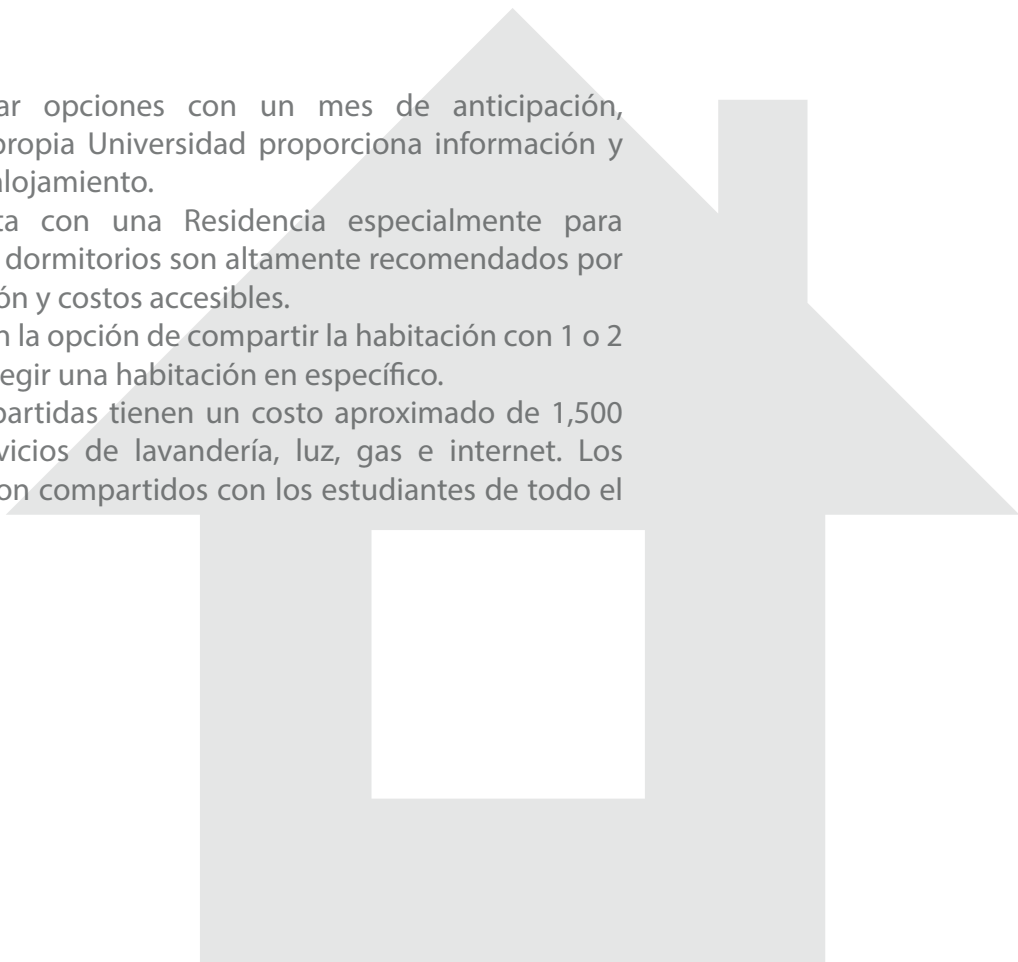 ar opciones con un mes de anticipación,
propia Universidad proporciona información y
alojamiento.
ta con una Residencia especialmente para
dormitorios son altamente recomendados por
ón y costos accesibles.
n la opción de compartir la habitación con 1 o 2
egir una habitación en específico.
partidas tienen un costo aproximado de 1,500
vicios de lavandería, luz, gas e internet. Los
on compartidos con los estudiantes de todo el